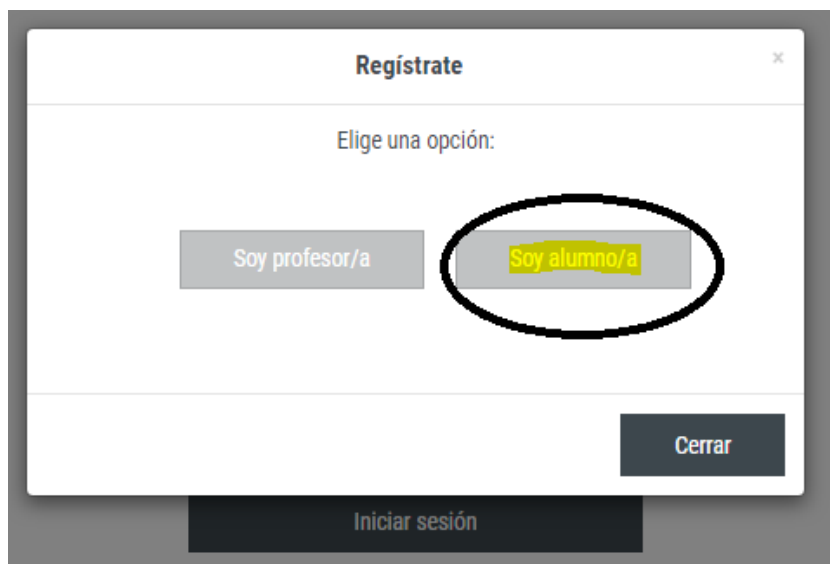 Regístrate
×
Elige una opción:
Soy profesor/a
Soy alumno/a
Cerrar
Iniciar sesión